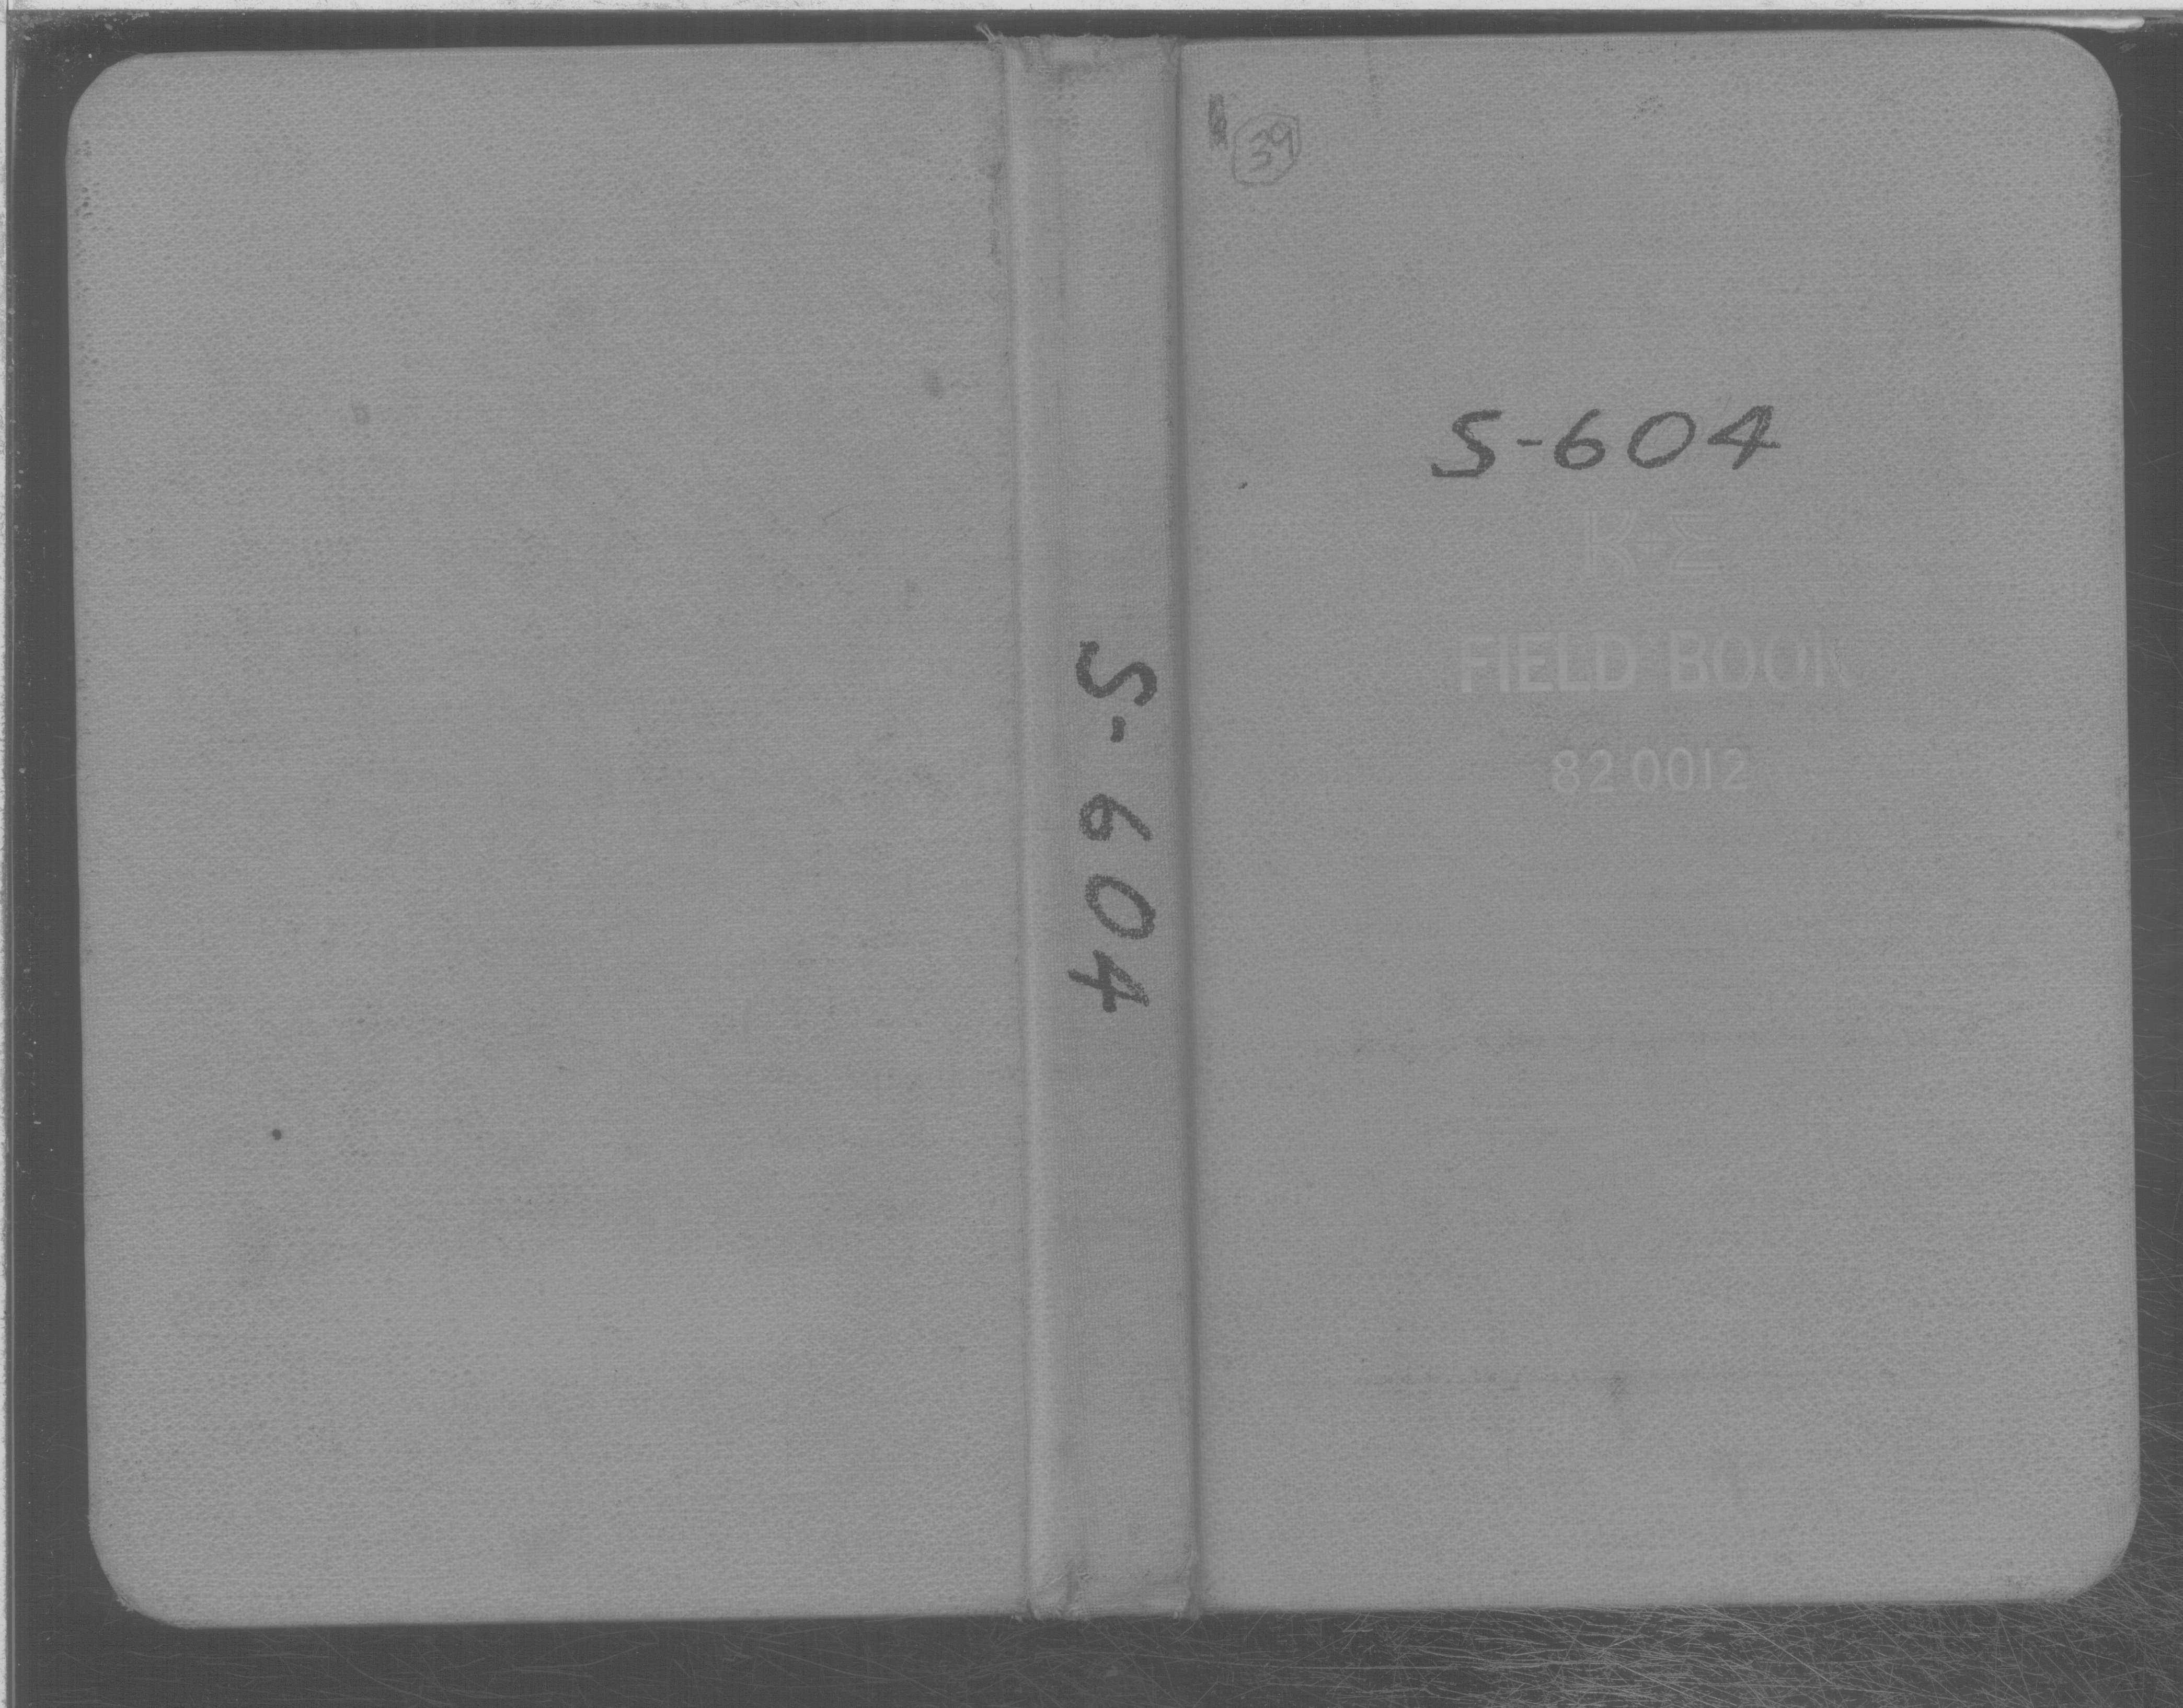 S-604
39
S-604
K+M
FIELD BOOK
82 0012